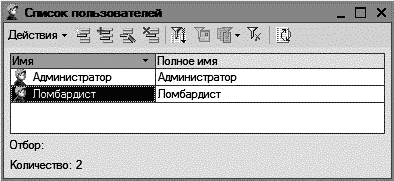 Список пользователей
Действия
Имя Полное имя
Администратор Администратор
Ломбардист Ломбардист
Отбор:
Количество: 2